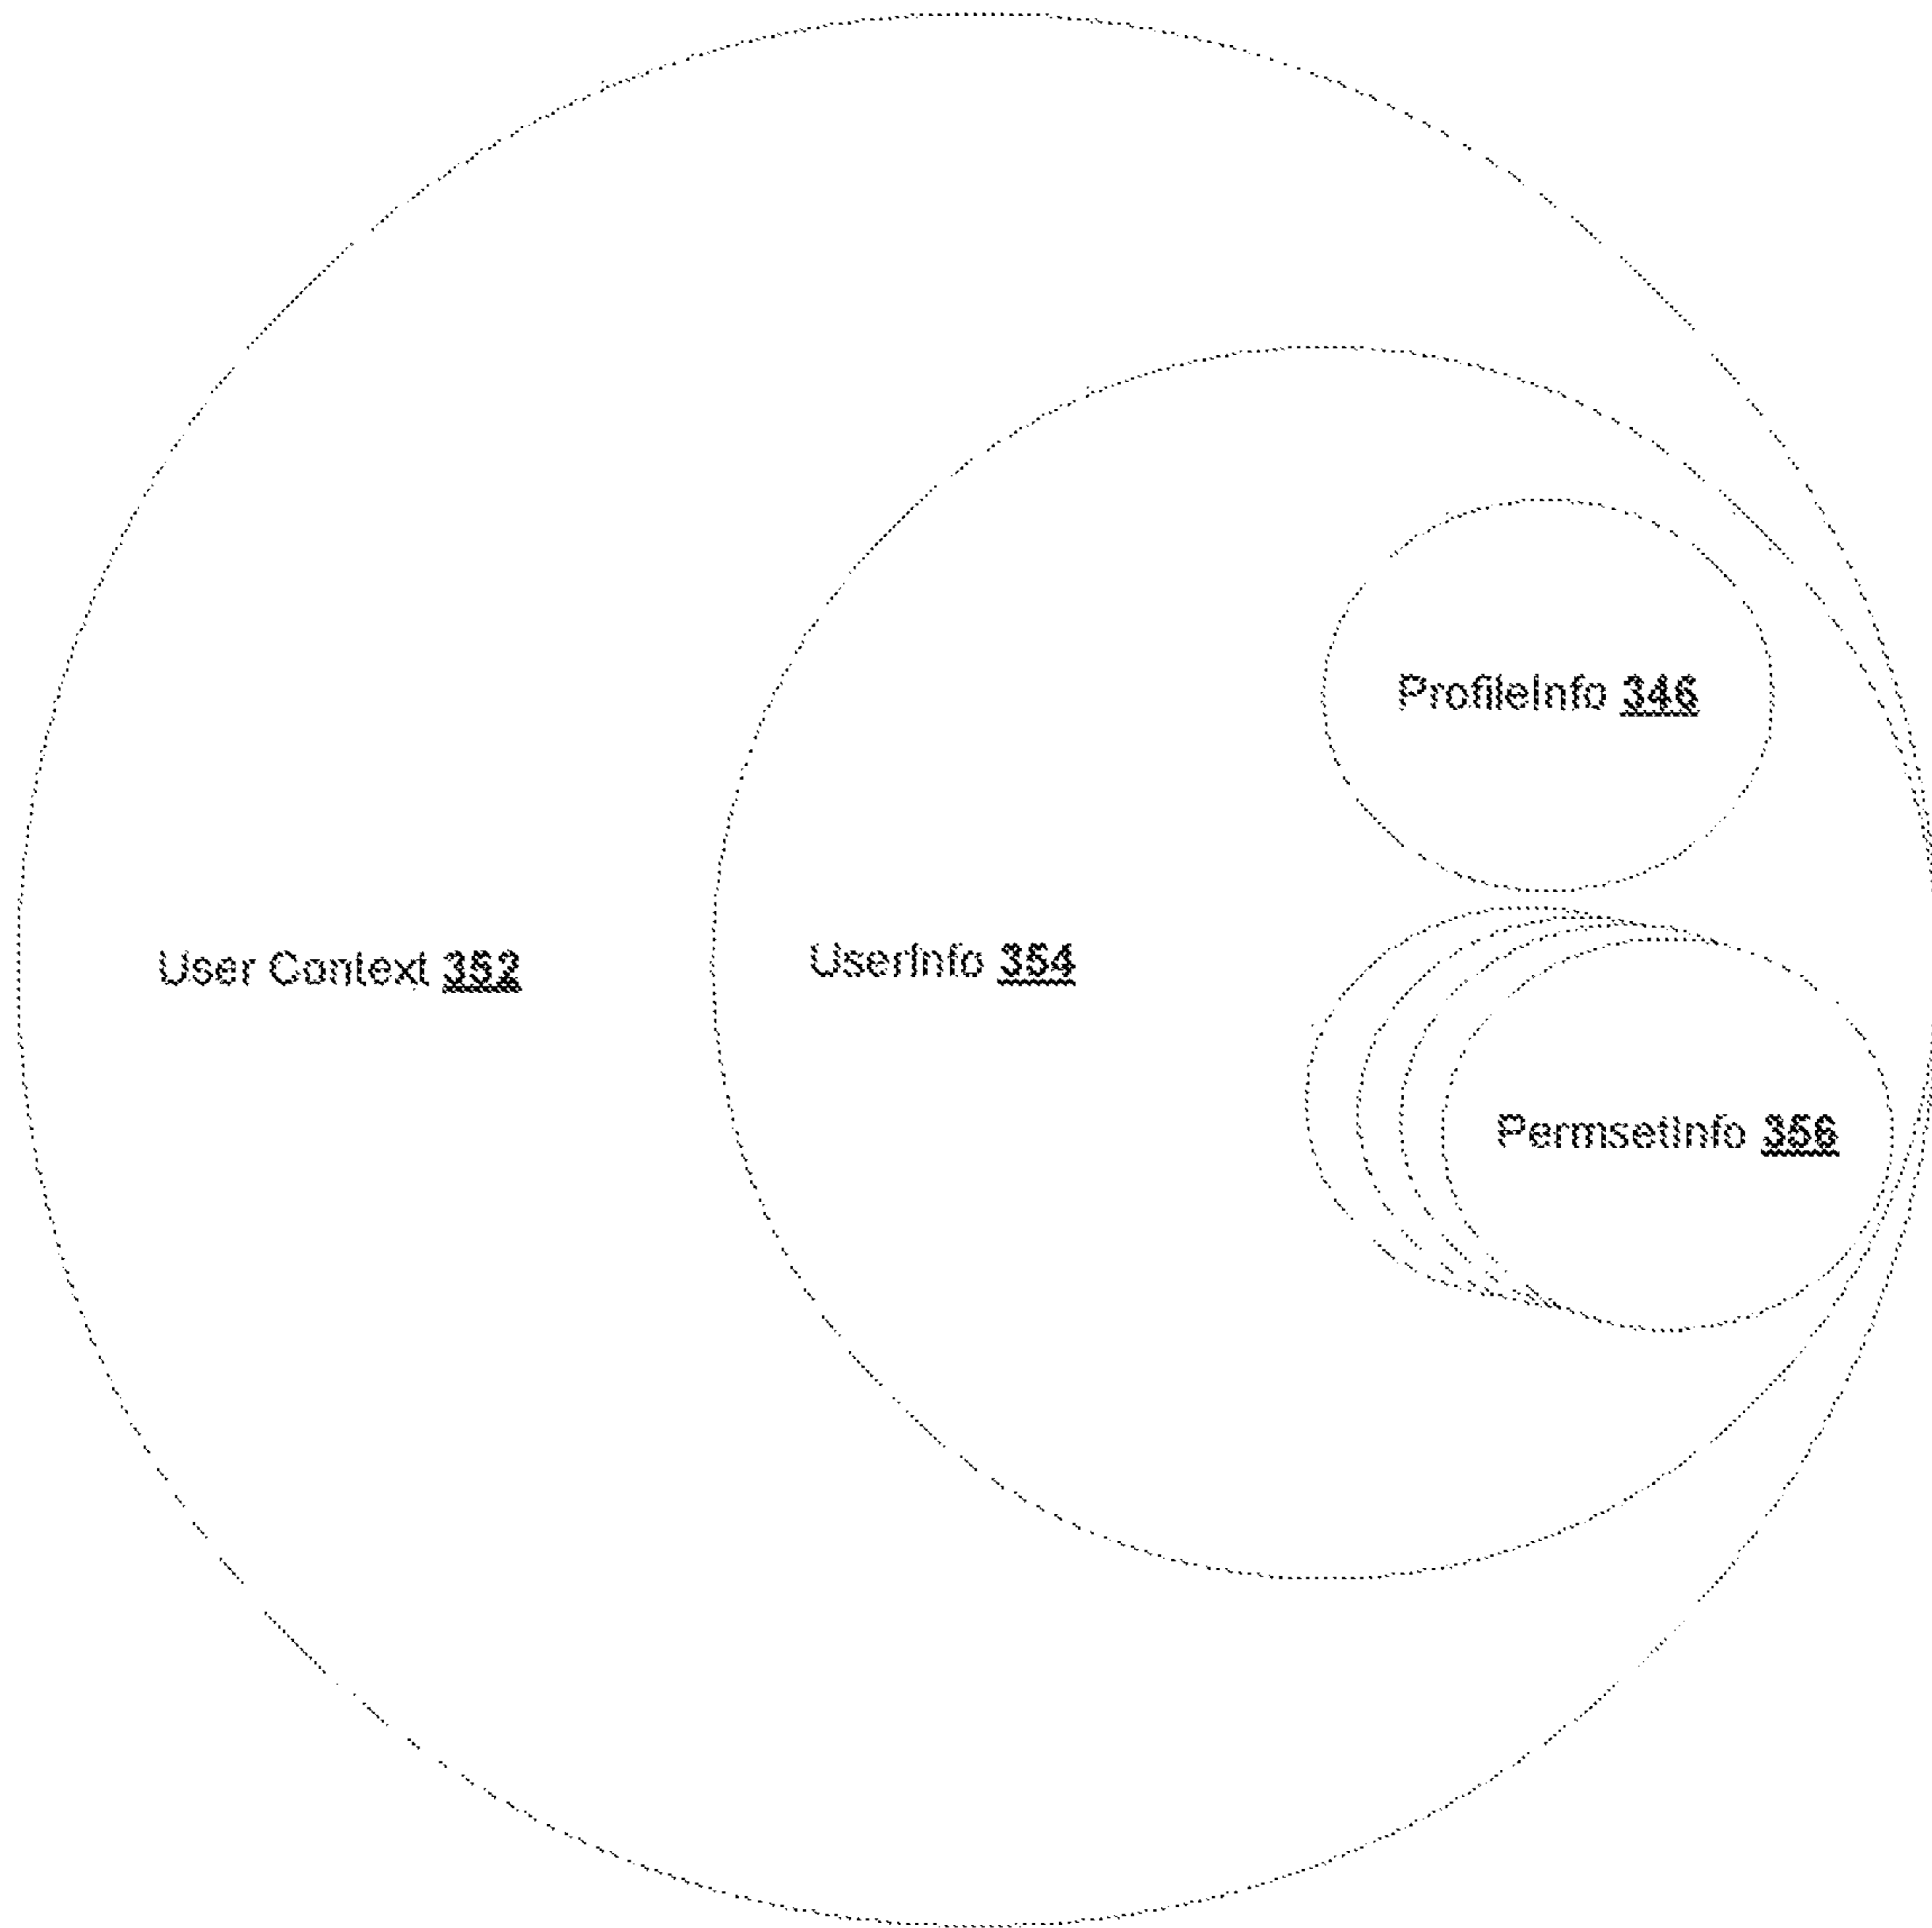 ProfileInfo 346
User Context 352
UserInfo 354
PermsetInfo 356